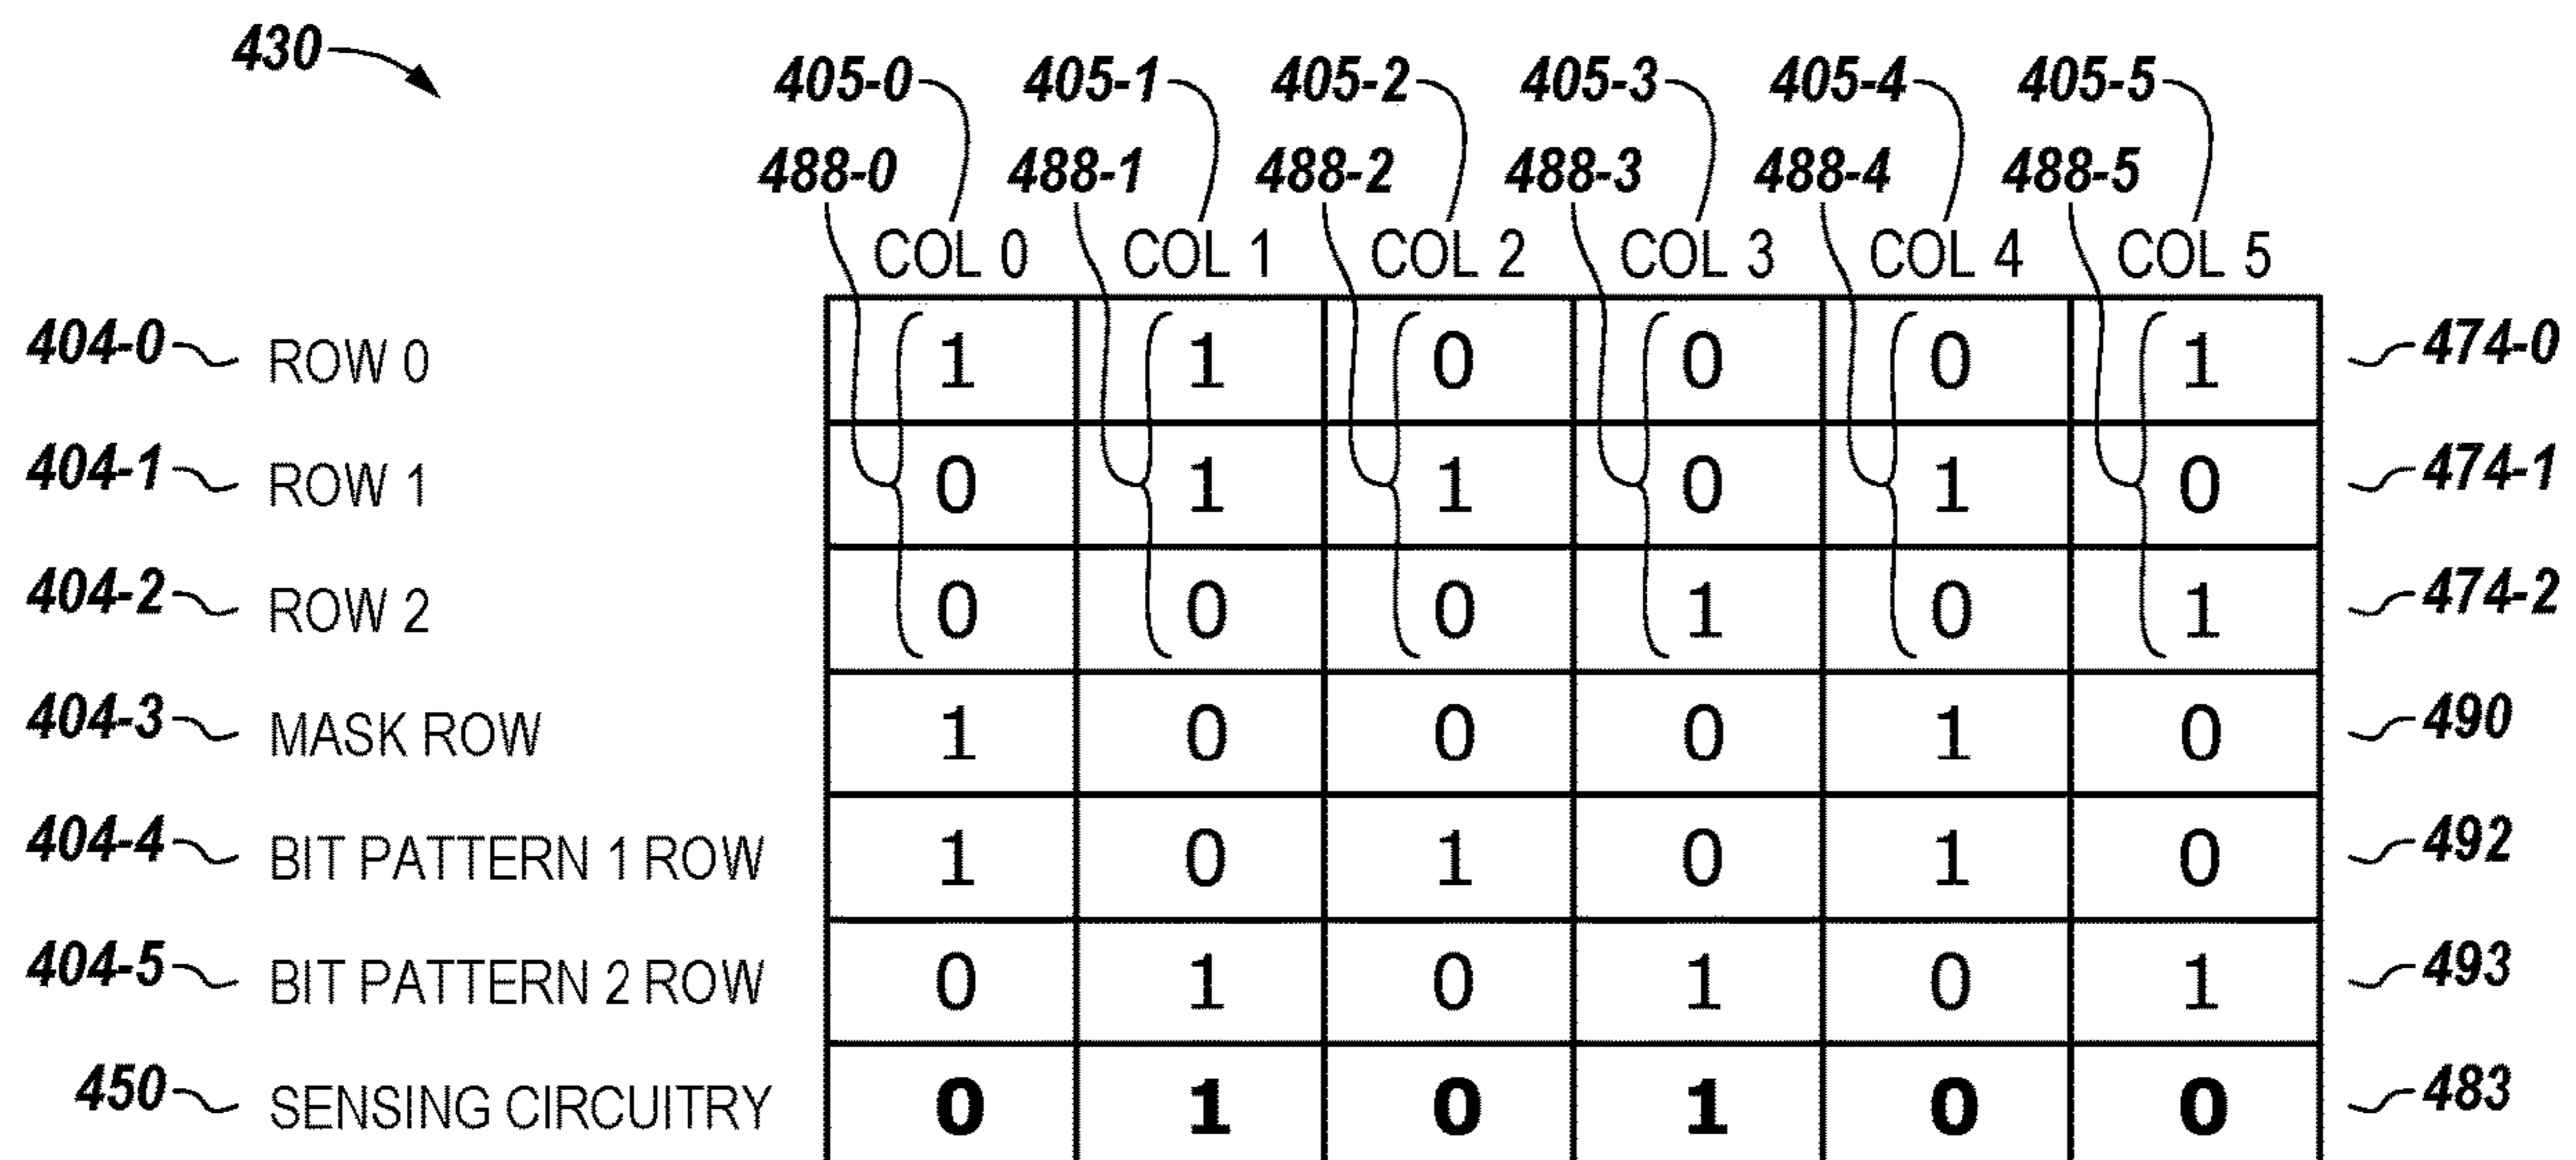 430
405-0 405-1 405-2 405-3 405-4 405-5
488-0 488-1 488-2 488-3 488-4 488-5
COL 0 COL 1 COL 2 COL 3 COL 4 COL 5
404-0 ROW 0 1 1 0 0 0 1 474-0
404-1 ROW 1 0 1 1 0 1 0 474-1
404-2 ROW 2 0 0 0 1 0 1 474-2
404-3 MASK ROW 1 0 0 0 1 0 490
404-4 BIT PATTERN 1 ROW 1 0 1 0 1 0 492
404-5 BIT PATTERN 2 ROW 0 1 0 1 0 1 493
450 SENSING CIRCUITRY 0 1 0 1 0 0 483